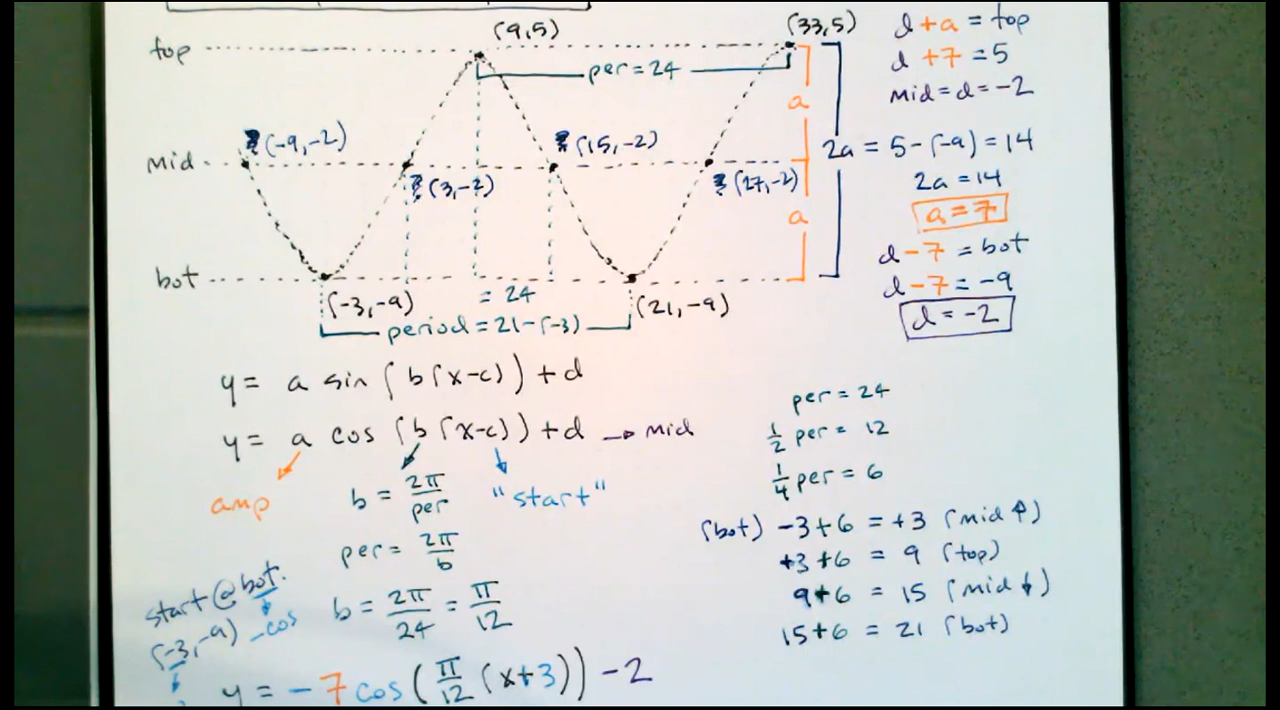 (9,5)
(33,5)
top
per = 24
(-9,-2)
(15,-2)
mid
(3,-2)
(27,-2)
a
a
bot
(-3,-9)
= 24
(21,-9)
period = 21-(-3)
d + a = top
d + 7 = 5
mid = d = -2
2a = 5 - (-9) = 14
2a = 14
a = 7
d - 7 = bot
d - 7 = -9
d = -2
y = a sin (b(x-c)) + d
y = a cos (b(x-c)) + d → mid
amp
b = 2π/per
"start"
per = 2π/b
b = 2π/24 = π/12
start @ bot.
(-3,-9) -cos
y = -7 cos (π/12 (x+3)) - 2
per = 24
1/2 per = 12
1/4 per = 6
(bot) -3+6 = +3 (mid ↑)
+3+6 = 9 (top)
9+6 = 15 (mid ↓)
15+6 = 21 (bot)